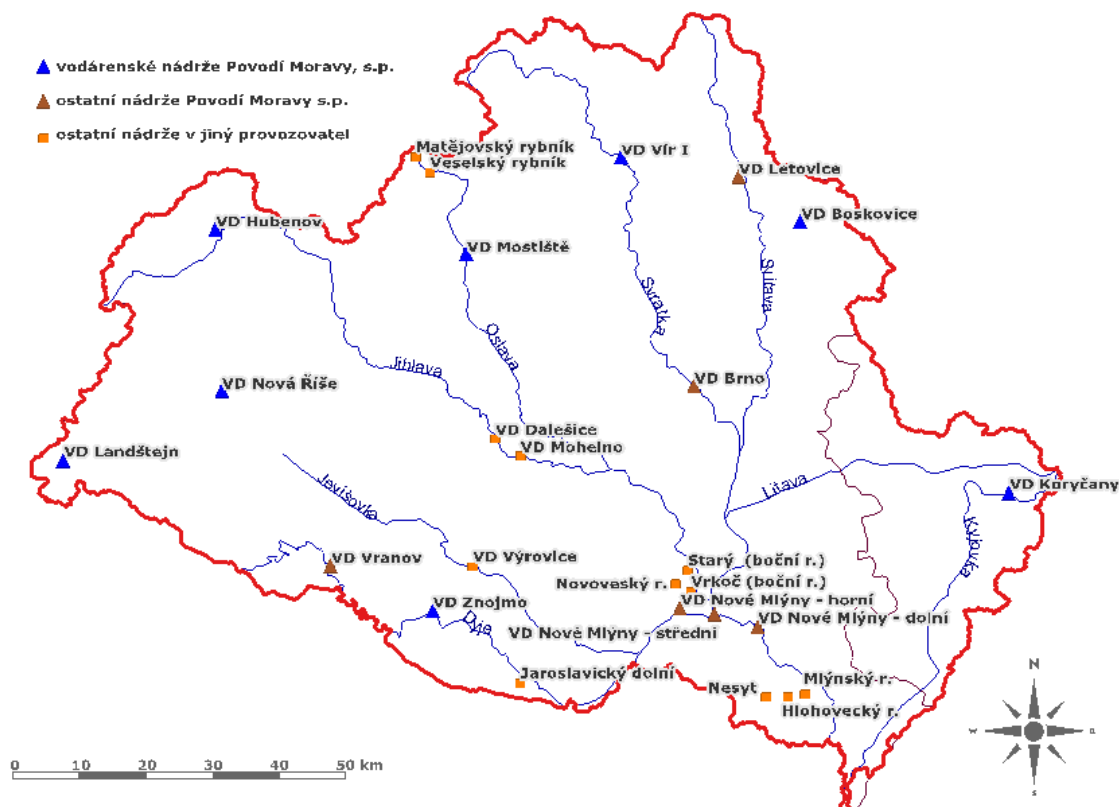 vodárenské nádrže Povodí Moravy, s.p.
ostatní nádrže Povodí Moravy s.p.
ostatní nádrže v jiný provozovatel
Matějovský rybník
Veselský rybník
VD Vír I
VD Letovice
VD Boskovice
VD Hubenov
VD Mostiště
Svratka
Svitava
Oslava
Jihlava
VD Nová Říše
VD Brno
VD Dalešice
VD Mohelno
VD Landštejn
Jevišovka
Litava
VD Koryčany
Kyjovka
VD Vranov
VD Výrovice
Starý (boční r.)
Novoveský r.
Vrkoč (boční r.)
VD Nové Mlýny - horní
VD Znojmo
VD Nové Mlýny - dolní
Dyje
VD Nové Mlýny - střední
Jaroslavický dolní
Mlýnský r.
Nesyt
Hlohovecký r.
N
w
s
0 10 20 30 40 50 km